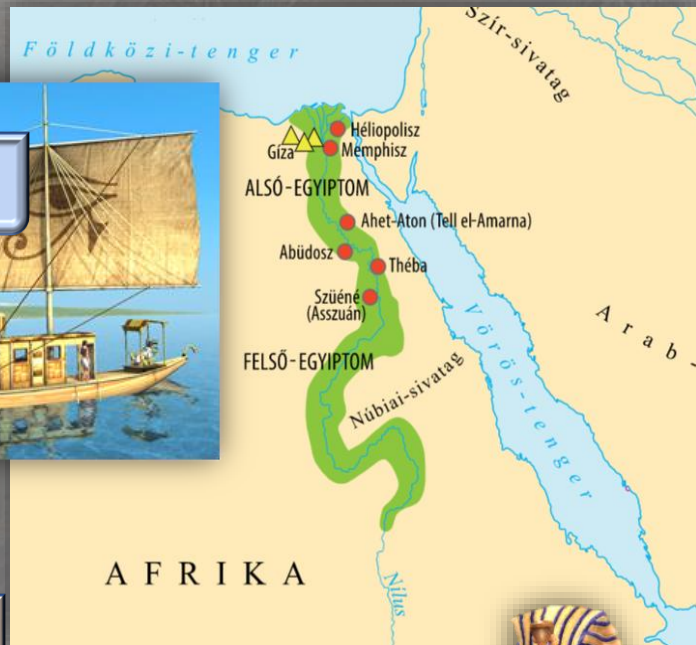 Földközi-tenger
Szír-sivatag
Héliopolisz
Gíza
Memphisz
ALSÓ-EGYIPTOM
Ahet-Aton (Tell el-Amarna)
Abüdosz
Théba
Szüéné
(Asszuán)
FELSŐ-EGYIPTOM
Núbiai-sivatag
Vörös-tenger
Arab-
AFRIKA
Nílus